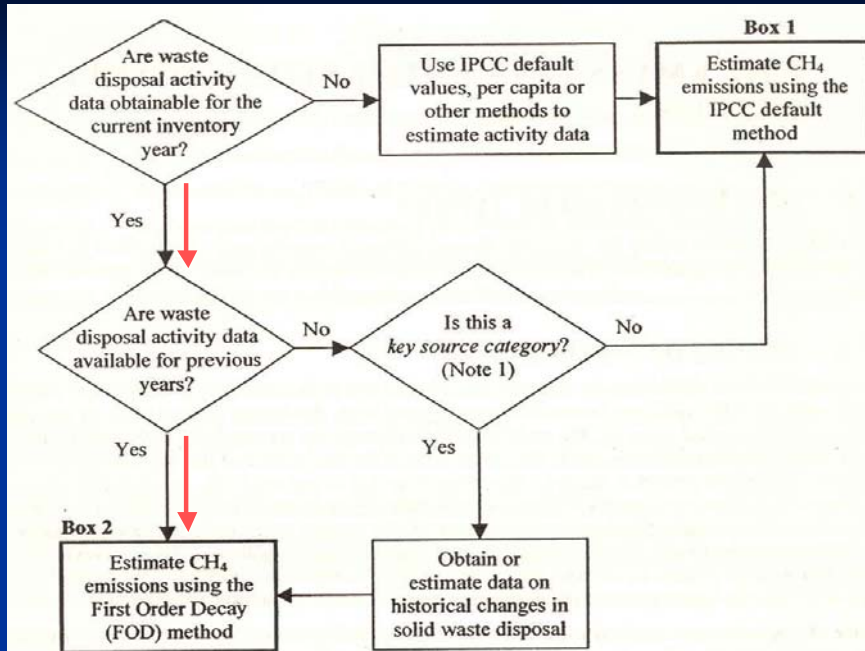 Are waste
disposal activity
data obtainable for the
current inventory
year?
No
Use IPCC default
values, per capita or
other methods to
estimate activity data
Box 1
Estimate CH₄
emissions using the
IPCC default
method
Yes
Are waste
disposal activity data
available for previous
years?
No
Is this a
key source category?
(Note 1)
No
Yes
Yes
Box 2
Estimate CH₄
emissions using the
First Order Decay
(FOD) method
Obtain or
estimate data on
historical changes in
solid waste disposal